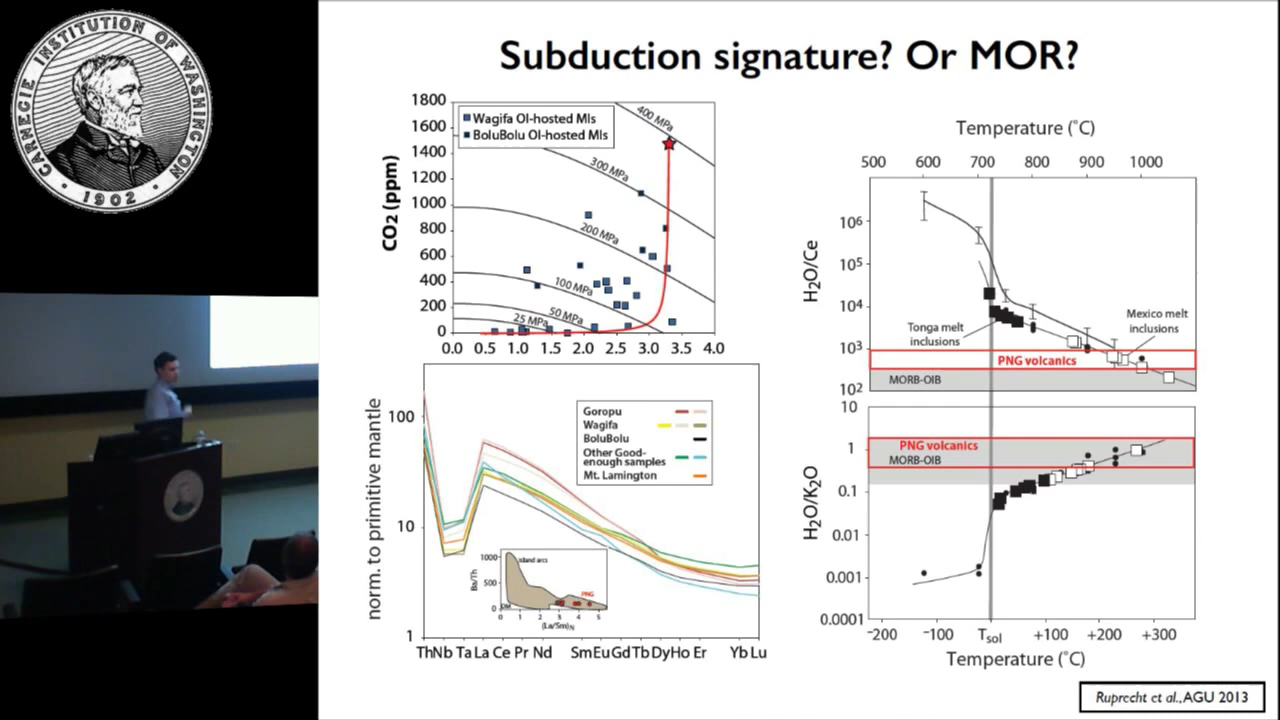 CARNEGIE INSTITUTION OF WASHINGTON
1902
Subduction signature? Or MOR?
CO2 (ppm)
1800
1600
1400
1200
1000
800
600
400
200
0
Wagifa Ol-hosted MIs
BoluBolu Ol-hosted MIs
400 MPa
300 MPa
200 MPa
100 MPa
50 MPa
25 MPa
0.0 0.5 1.0 1.5 2.0 2.5 3.0 3.5 4.0
norm. to primitive mantle
100
10
1
Goropu
Wagifa
BoluBolu
Other Good-
enough samples
Mt. Lamington
Ba/Th
1000
500
0
island arcs
PNG
DM
0 1 2 3 4 5
(La/Sm)N
Th Nb Ta La Ce Pr Nd Sm Eu Gd Tb Dy Ho Er Yb Lu
Temperature (˚C)
500 600 700 800 900 1000
H2O/Ce
10⁶
10⁵
10⁴
10³
10²
Tonga melt
inclusions
Mexico melt
inclusions
PNG volcanics
MORB-OIB
H2O/K2O
10
1
0.1
0.01
0.001
0.0001
PNG volcanics
MORB-OIB
−200 −100 Tsol +100 +200 +300
Temperature (˚C)
Ruprecht et al., AGU 2013